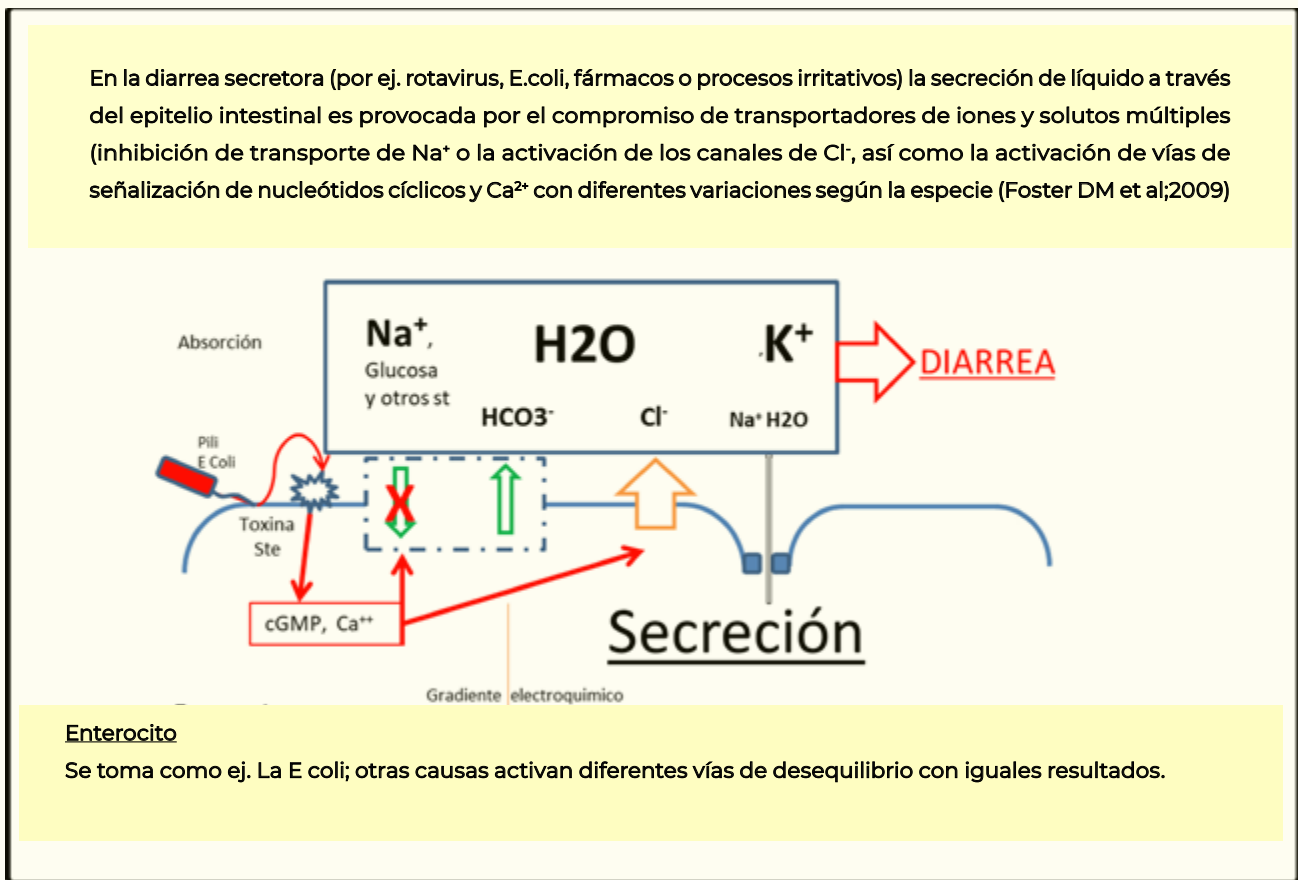 En la diarrea secretora (por ej. rotavirus, E.coli, fármacos o procesos irritativos) la secreción de líquido a través
del epitelio intestinal es provocada por el compromiso de transportadores de iones y solutos múltiples
(inhibición de transporte de Na⁺ o la activación de los canales de Cl⁻, así como la activación de vías de
señalización de nucleótidos cíclicos y Ca²⁺ con diferentes variaciones según la especie (Foster DM et al;2009)
Absorción
Na⁺,
H2O
,K⁺
DIARREA
Glucosa
y otros st
HCO3⁻
Cl⁻
Na⁺ H2O
Pili
E Coli
Toxina
Ste
cGMP, Ca⁺⁺
Secreción
Gradiente electroquimico
Enterocito
Se toma como ej. La E coli; otras causas activan diferentes vías de desequilibrio con iguales resultados.